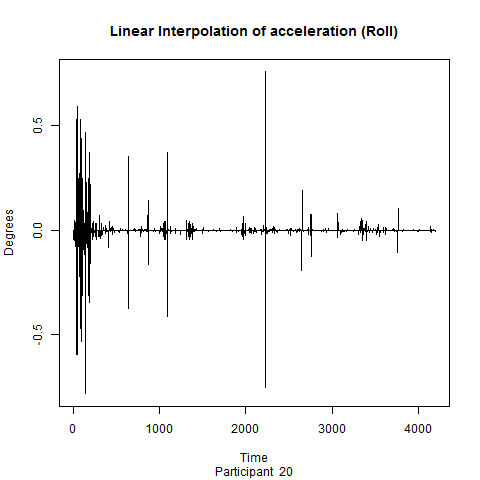 Linear Interpolation of acceleration (Roll)
Degrees
0.5
0.0
-0.5
0 1000 2000 3000 4000
Time
Participant 20